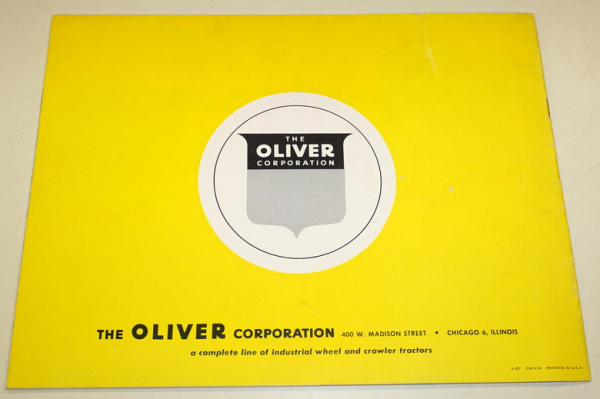 THE
OLIVER
CORPORATION
THE OLIVER CORPORATION 400 W. MADISON STREET • CHICAGO 6, ILLINOIS
a complete line of industrial wheel and crawler tractors
PRINTED IN U.S.A.